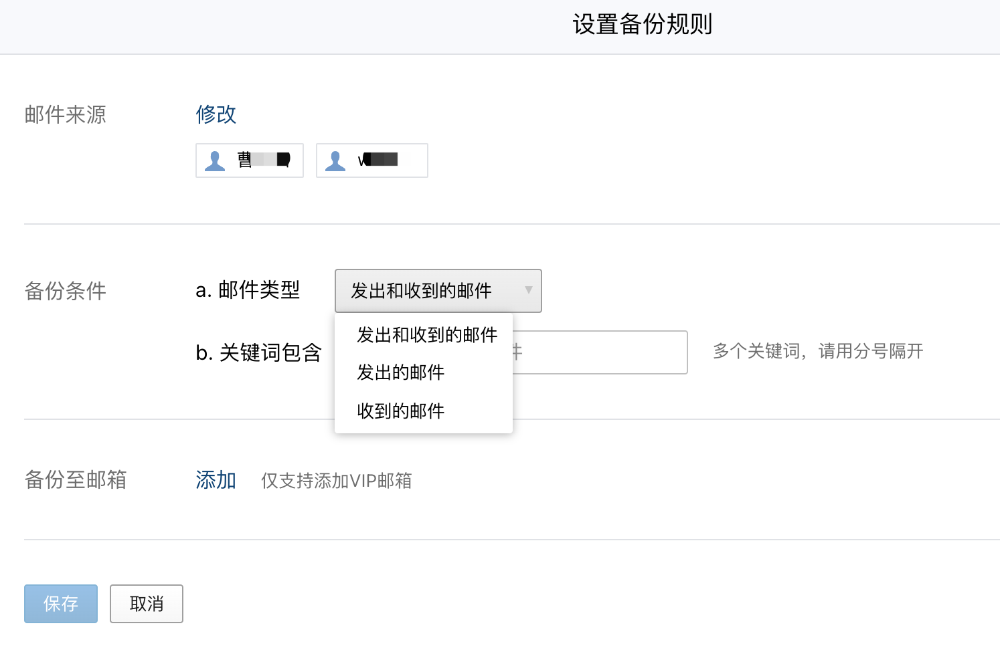 设置备份规则
邮件来源
修改
曹
备份条件
a. 邮件类型
发出和收到的邮件
发出和收到的邮件
发出的邮件
收到的邮件
b. 关键词包含
件
多个关键词，请用分号隔开
备份至邮箱
添加
仅支持添加VIP邮箱
保存
取消